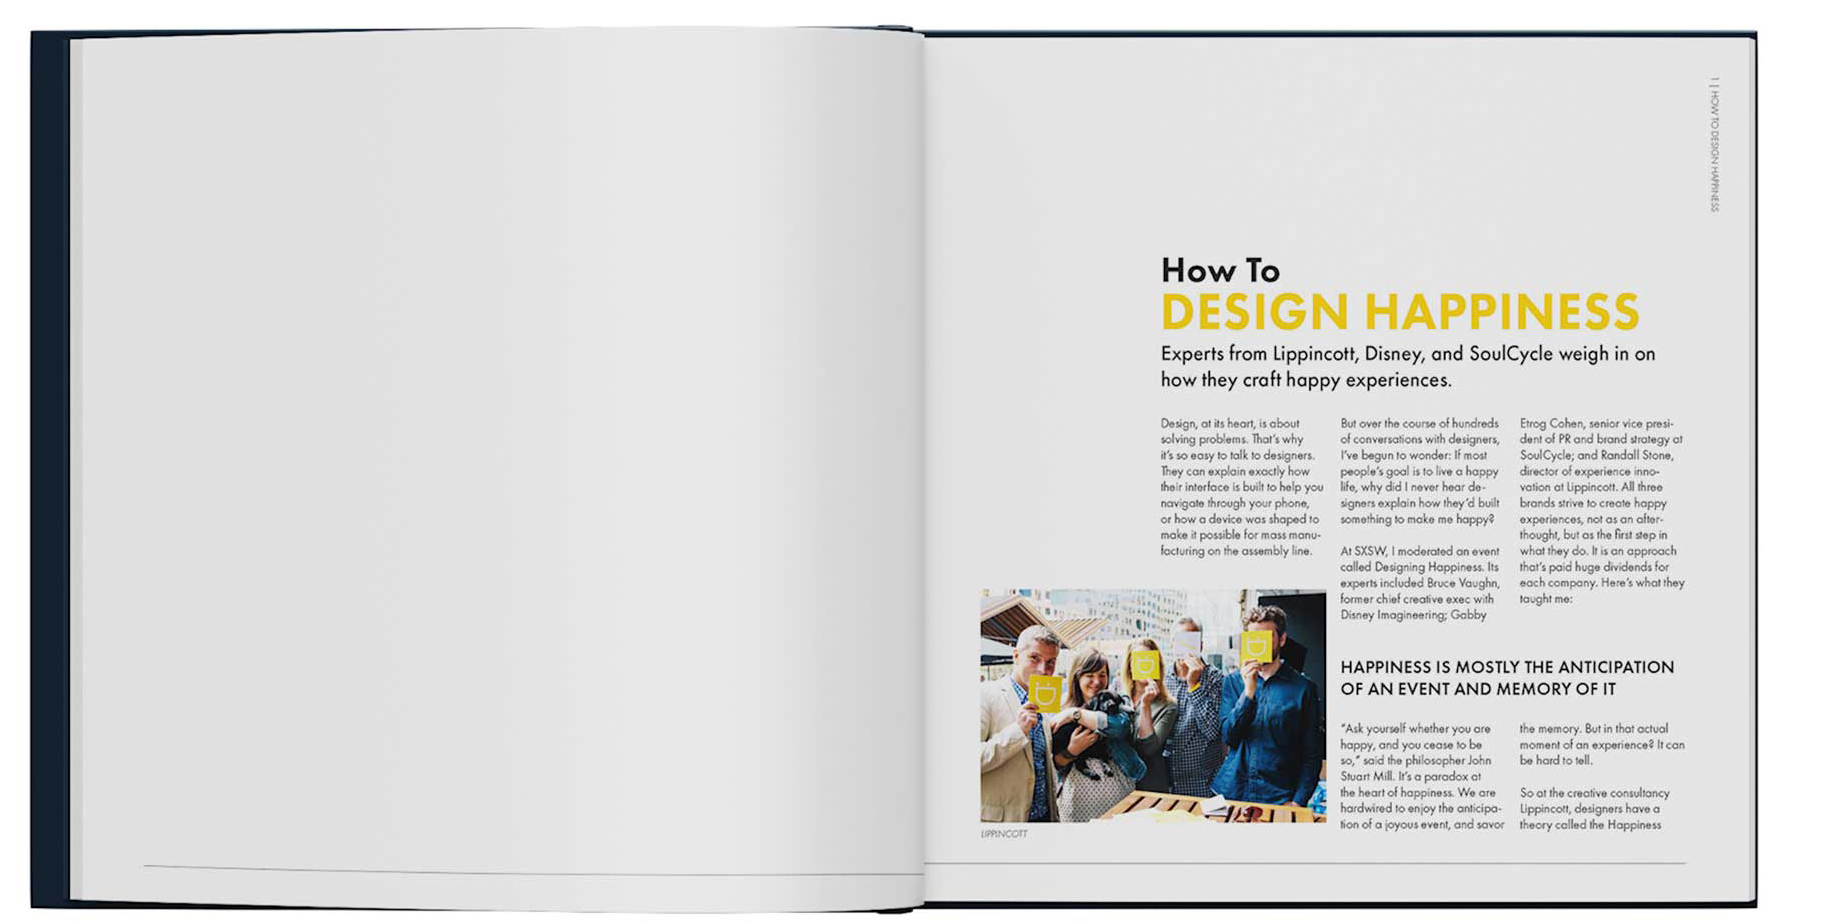 1 | HOW TO DESIGN HAPPINESS
How To
DESIGN HAPPINESS
Experts from Lippincott, Disney, and SoulCycle weigh in on
how they craft happy experiences.
Design, at its heart, is about
solving problems. That's why
it's so easy to talk to designers.
They can explain exactly how
their interface is built to help you
navigate through your phone,
or how a device was shaped to
make it possible for mass manu-
facturing on the assembly line.
But over the course of hundreds
of conversations with designers,
I've begun to wonder: If most
people's goal is to live a happy
life, why did I never hear de-
signers explain how they'd built
something to make me happy?
At SXSW, I moderated an event
called Designing Happiness. Its
experts included Bruce Vaughn,
former chief creative exec with
Disney Imagineering; Gabby
Etrog Cohen, senior vice presi-
dent of PR and brand strategy at
SoulCycle; and Randall Stone,
director of experience inno-
vation at Lippincott. All three
brands strive to create happy
experiences, not as an after-
thought, but as the first step in
what they do. It is an approach
that's paid huge dividends for
each company. Here's what they
taught me:
LIPPINCOTT
HAPPINESS IS MOSTLY THE ANTICIPATION
OF AN EVENT AND MEMORY OF IT
"Ask yourself whether you are
happy, and you cease to be
so," said the philosopher John
Stuart Mill. It's a paradox at
the heart of happiness. We are
hardwired to enjoy the anticipa-
tion of a joyous event, and savor
the memory. But in that actual
moment of an experience? It can
be hard to tell.
So at the creative consultancy
Lippincott, designers have a
theory called the Happiness